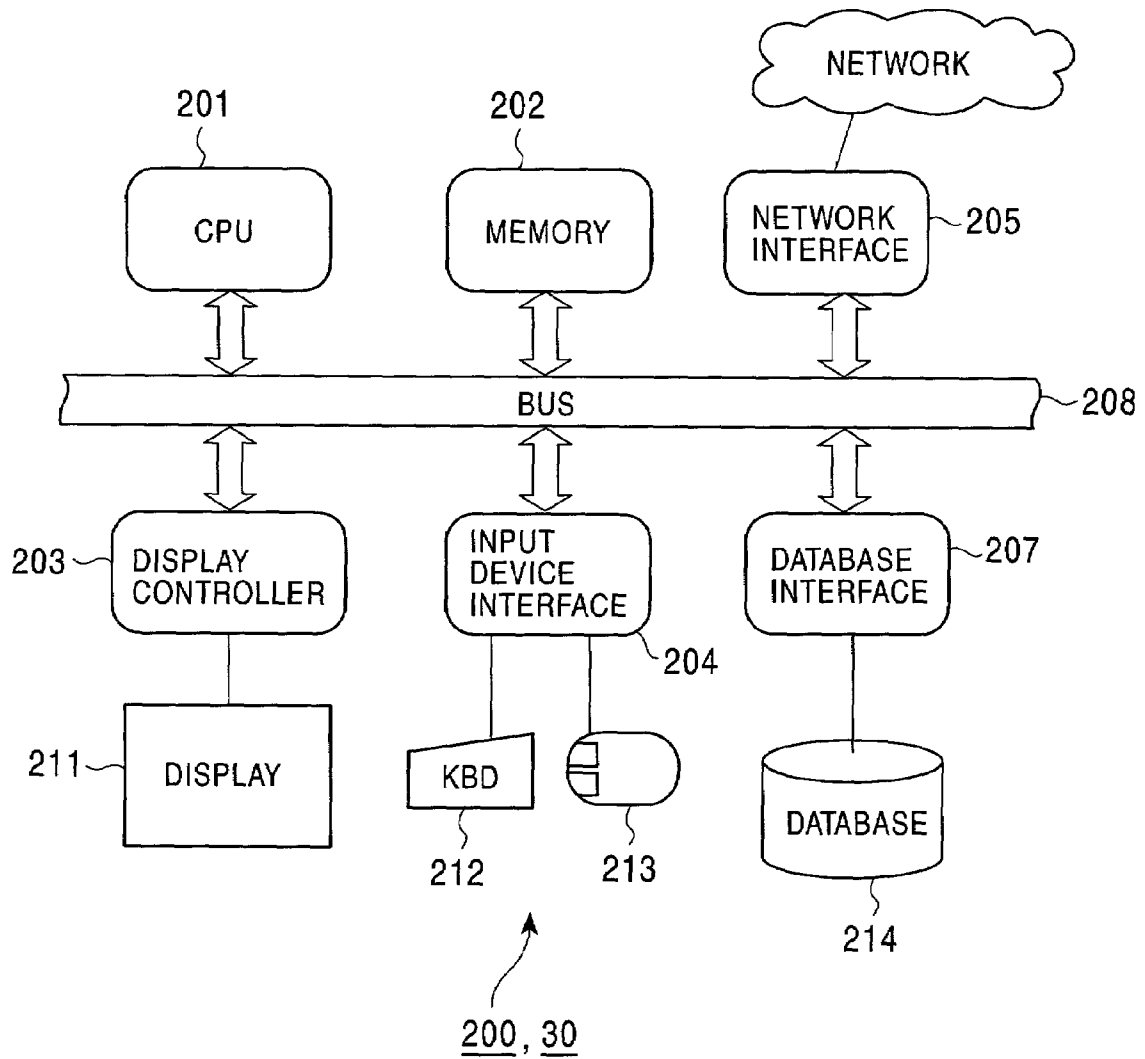 NETWORK
201
202
CPU
MEMORY
NETWORK
INTERFACE
205
BUS
208
203
DISPLAY
CONTROLLER
INPUT
DEVICE
INTERFACE
204
DATABASE
INTERFACE
207
211
DISPLAY
KBD
212
213
DATABASE
214
200, 30